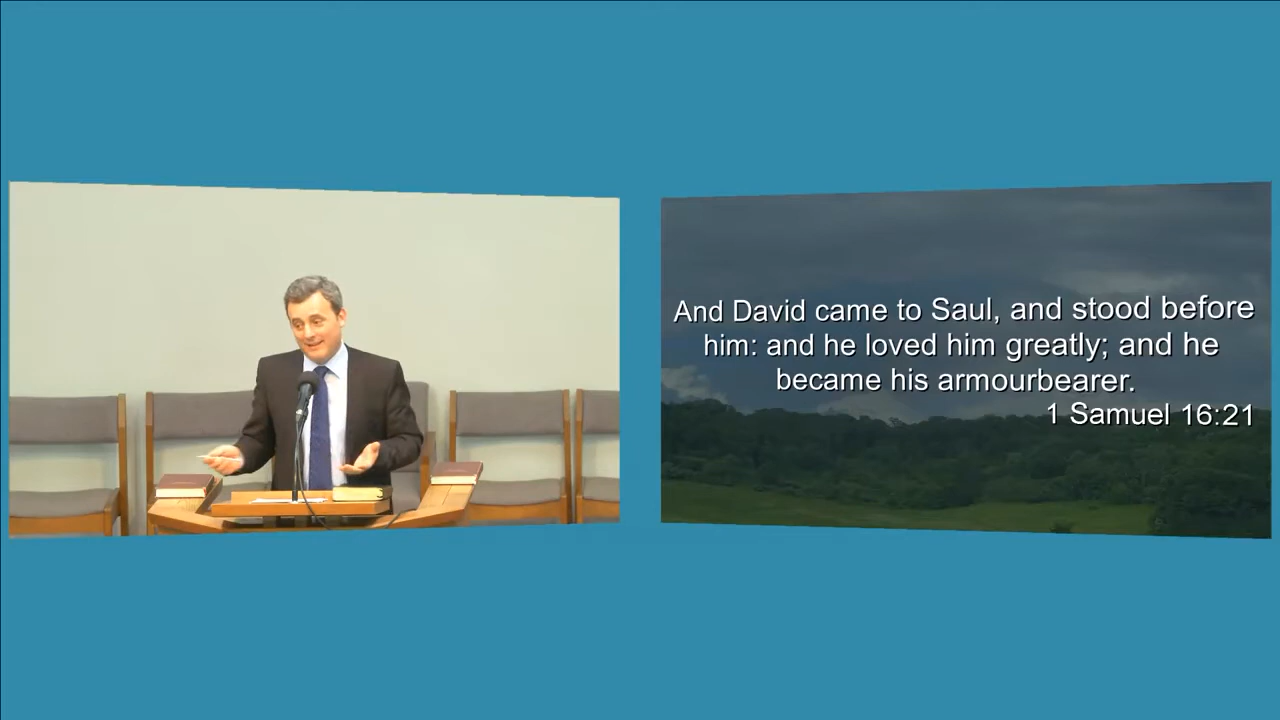 And David came to Saul, and stood before
him: and he loved him greatly; and he
became his armourbearer.
1 Samuel 16:21